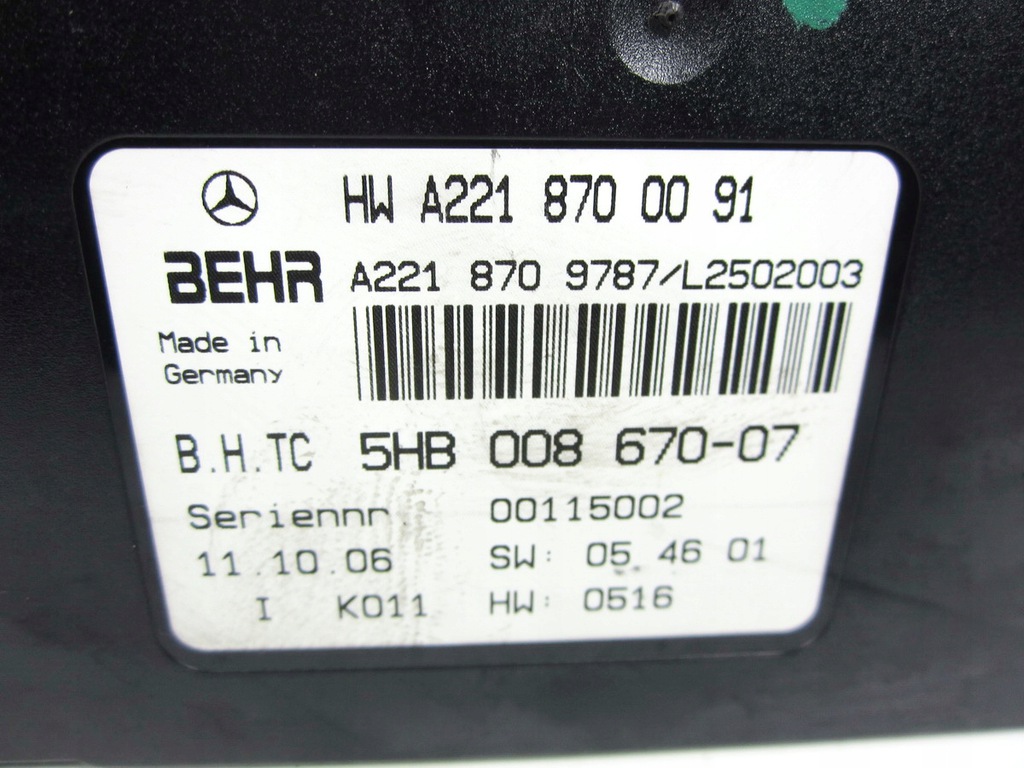 HW A221 870 00 91
BEHR A221 870 9787/L2502003
Made in
Germany
B.H.TC 5HB 008 670-07
Seriennr. 00115002
11.10.06 SW: 05.46 01
I K011 HW: 0516